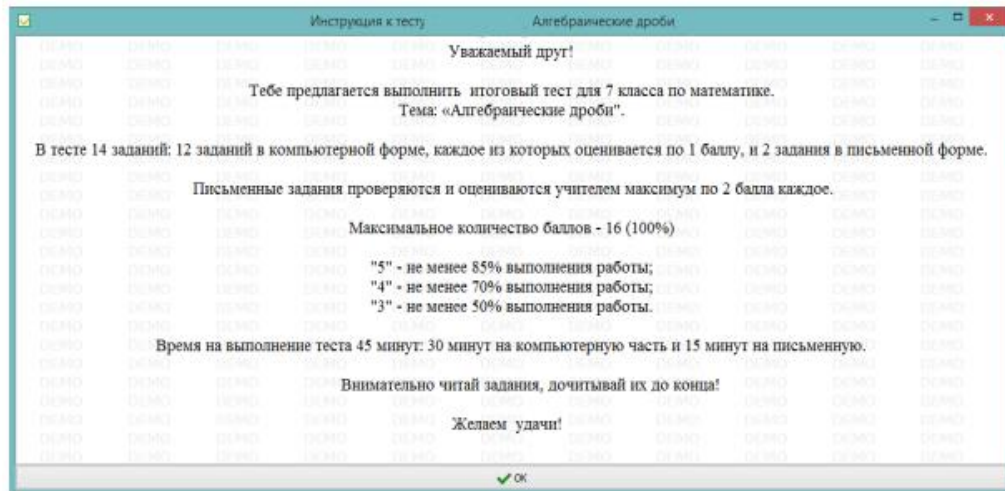 Инструкция к тесту Алгебраические дроби
Уважаемый друг!
Тебе предлагается выполнить итоговый тест для 7 класса по математике.
Тема: «Алгебраические дроби".
В тесте 14 заданий: 12 заданий в компьютерной форме, каждое из которых оценивается по 1 баллу, и 2 задания в письменной форме.
Письменные задания проверяются и оцениваются учителем максимум по 2 балла каждое.
Максимальное количество баллов - 16 (100%)
"5" - не менее 85% выполнения работы;
"4" - не менее 70% выполнения работы;
"3" - не менее 50% выполнения работы.
Время на выполнение теста 45 минут: 30 минут на компьютерную часть и 15 минут на письменную.
Внимательно читай задания, дочитывай их до конца!
Желаем удачи!
OK